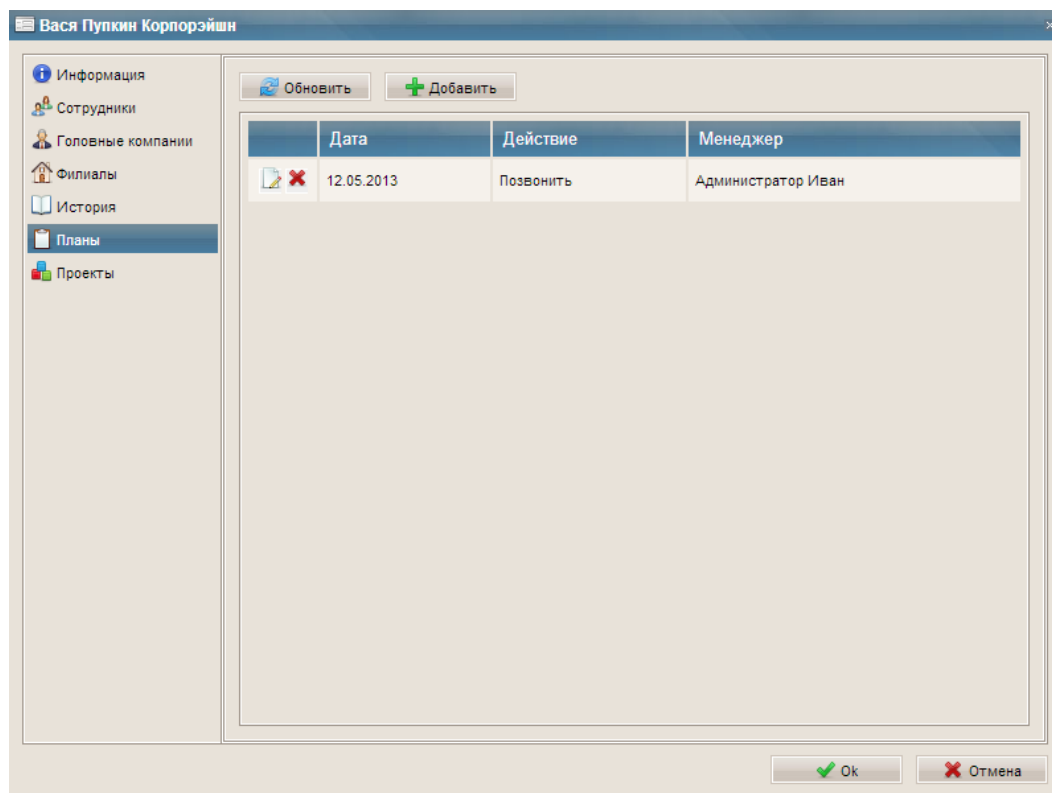 Вася Пупкин Корпорэйшн
Информация
Сотрудники
Головные компании
Филиалы
История
Планы
Проекты
Обновить Добавить
Дата Действие Менеджер
12.05.2013 Позвонить Администратор Иван
Ok Отмена